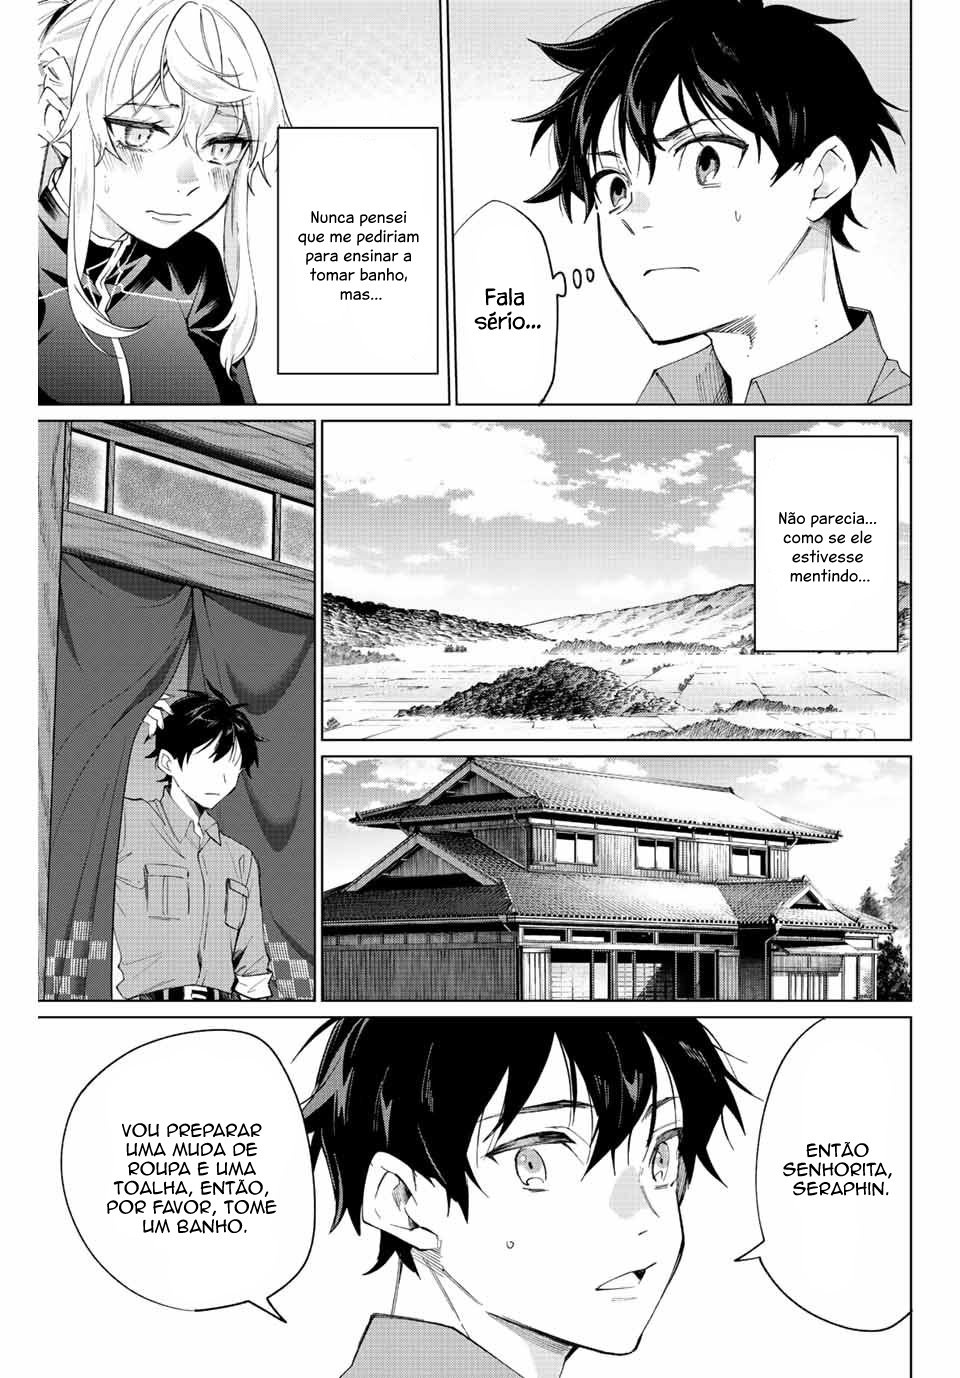 Fala
sério...
Nunca pensei
que me pediriam
para ensinar a
tomar banho,
mas...
Não parecia...
como se ele
estivesse
mentindo...
ENTÃO
SENHORITA,
SERAPHIN.
VOU PREPARAR
UMA MUDA DE
ROUPA E UMA
TOALHA, ENTÃO,
POR FAVOR, TOME
UM BANHO.